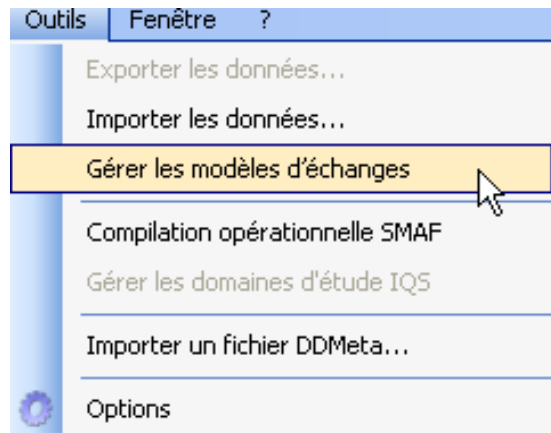 Outils Fenêtre ?
Exporter les données...
Importer les données...
Gérer les modèles d'échanges
Compilation opérationnelle SMAF
Gérer les domaines d'étude IQS
Importer un fichier DDMeta...
Options